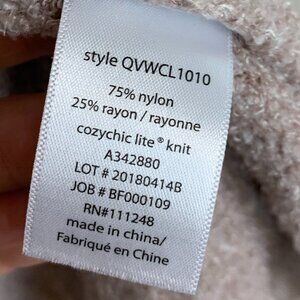 style QVWCL1010
75% nylon
25% rayon / rayonne
cozychic lite® knit
A342880
LOT # 20180414B
JOB # BF000109
RN#111248
made in china/
Fabriqué en Chine